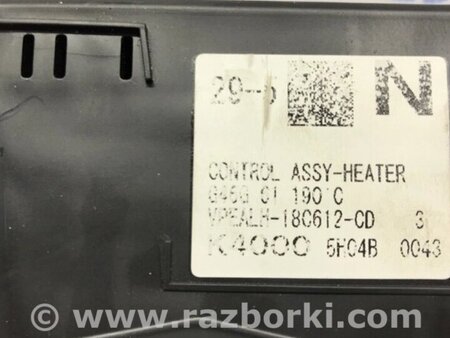 29-5 N
CONTROL ASSY-HEATER
G46G 61 190 C
VPEALH-18C612-CD 3
K4000 5H04B 0043
www.razborki.com